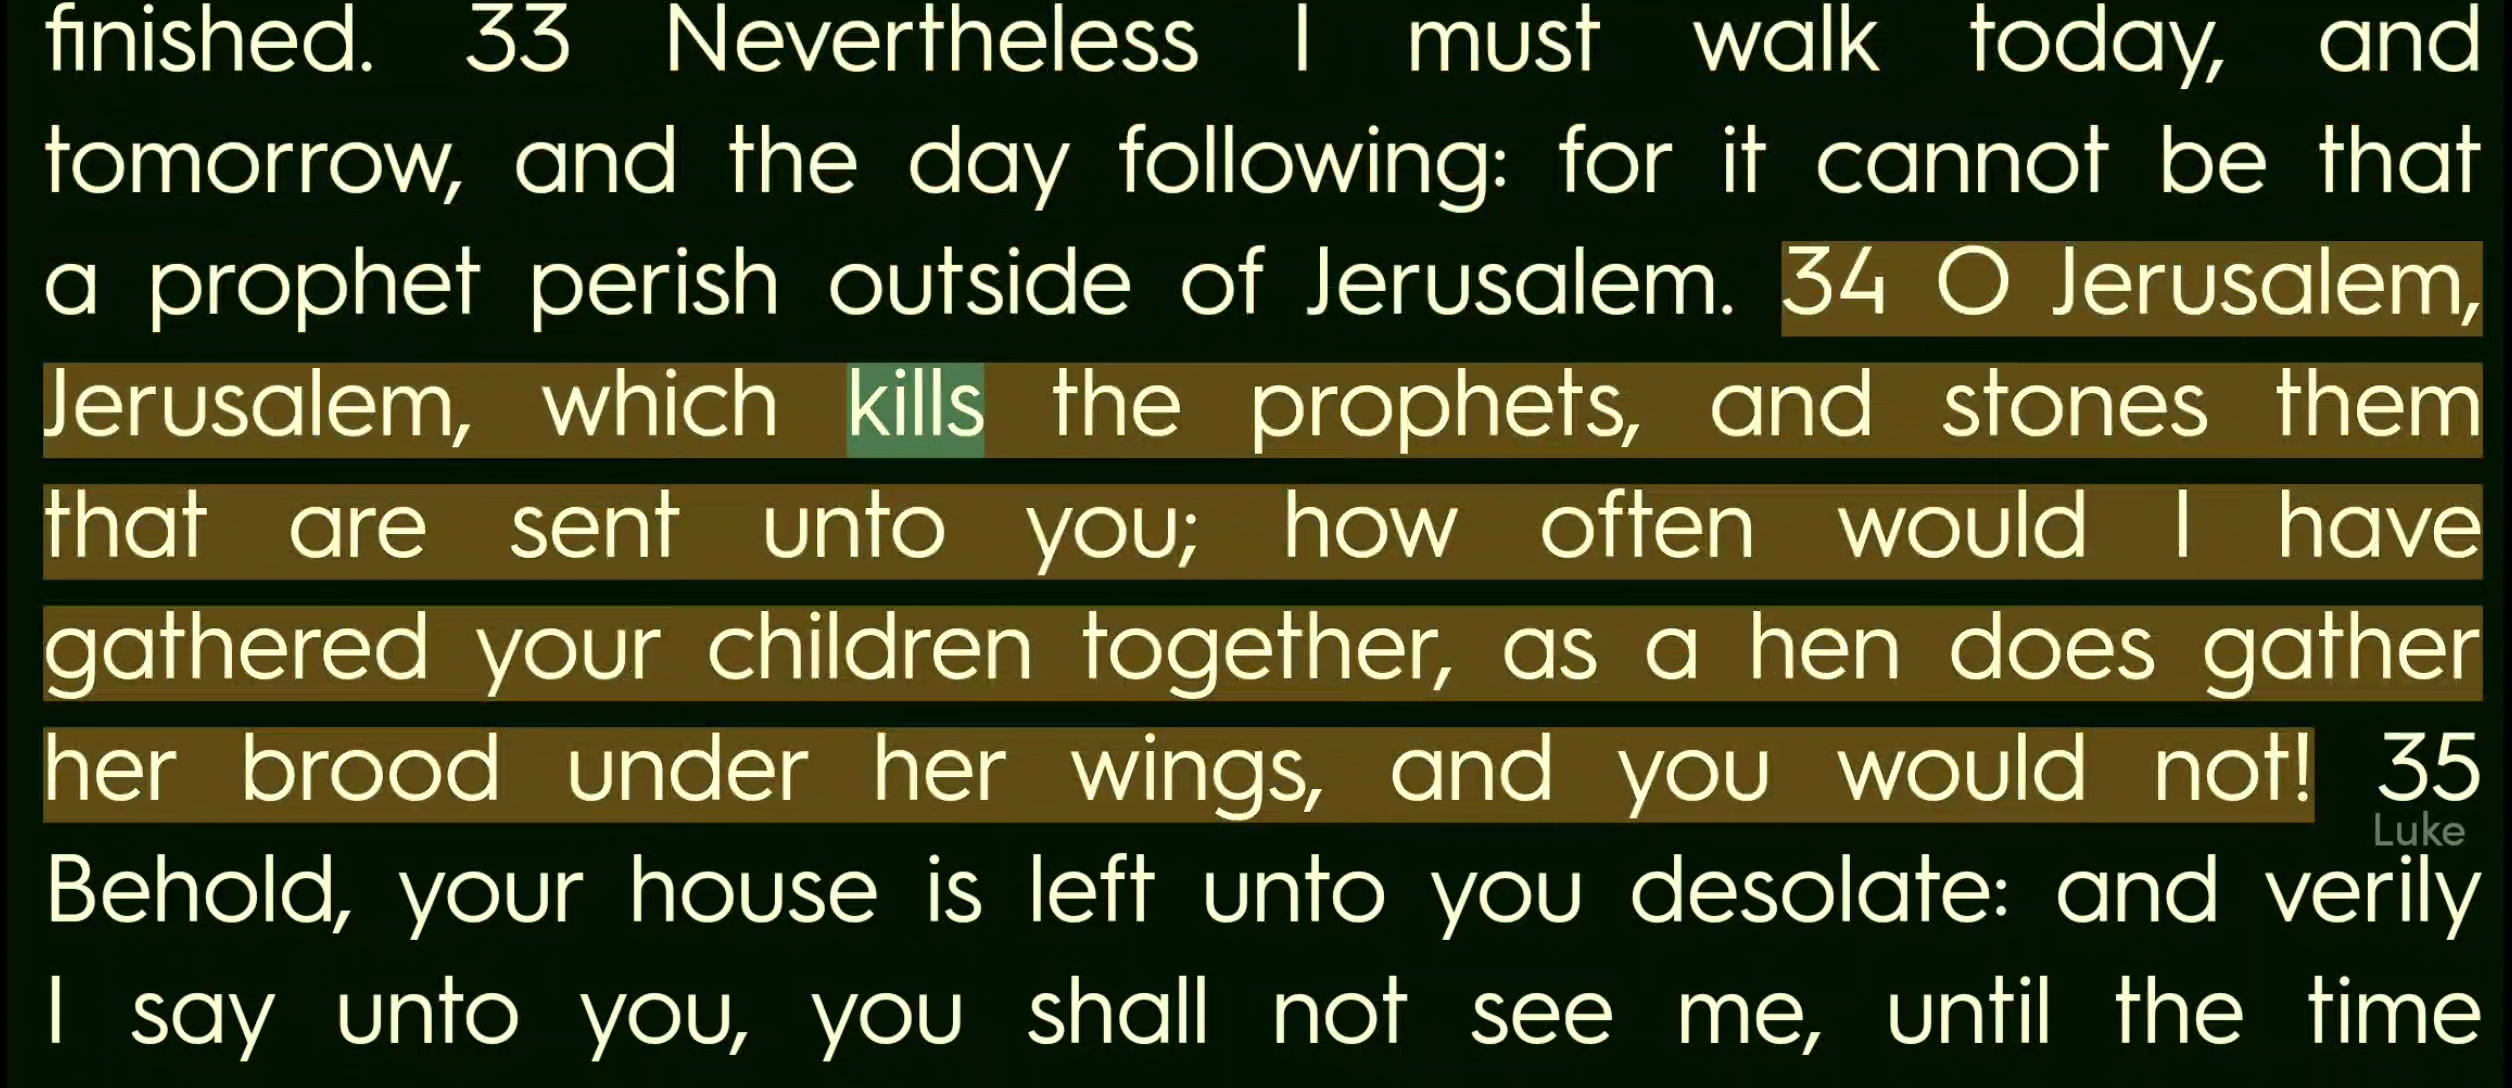 finished. 33 Nevertheless I must walk today, and
tomorrow, and the day following: for it cannot be that
a prophet perish outside of Jerusalem. 34 O Jerusalem,
Jerusalem, which kills the prophets, and stones them
that are sent unto you; how often would I have
gathered your children together, as a hen does gather
her brood under her wings, and you would not! 35
Luke
Behold, your house is left unto you desolate: and verily
I say unto you, you shall not see me, until the time